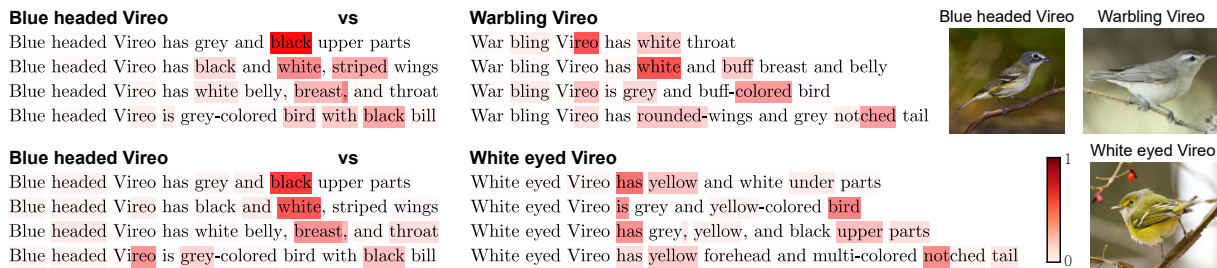 Blue headed Vireo vs Warbling Vireo
Blue headed Vireo has grey and black upper parts
Blue headed Vireo has black and white, striped wings
Blue headed Vireo has white belly, breast, and throat
Blue headed Vireo is grey-colored bird with black bill
War bling Vireo has white throat
War bling Vireo has white and buff breast and belly
War bling Vireo is grey and buff-colored bird
War bling Vireo has rounded-wings and grey notched tail
Blue headed Vireo
Warbling Vireo
Blue headed Vireo vs White eyed Vireo
Blue headed Vireo has grey and black upper parts
Blue headed Vireo has black and white, striped wings
Blue headed Vireo has white belly, breast, and throat
Blue headed Vireo is grey-colored bird with black bill
White eyed Vireo has yellow and white under parts
White eyed Vireo is grey and yellow-colored bird
White eyed Vireo has grey, yellow, and black upper parts
White eyed Vireo has yellow forehead and multi-colored notched tail
1
0
White eyed Vireo